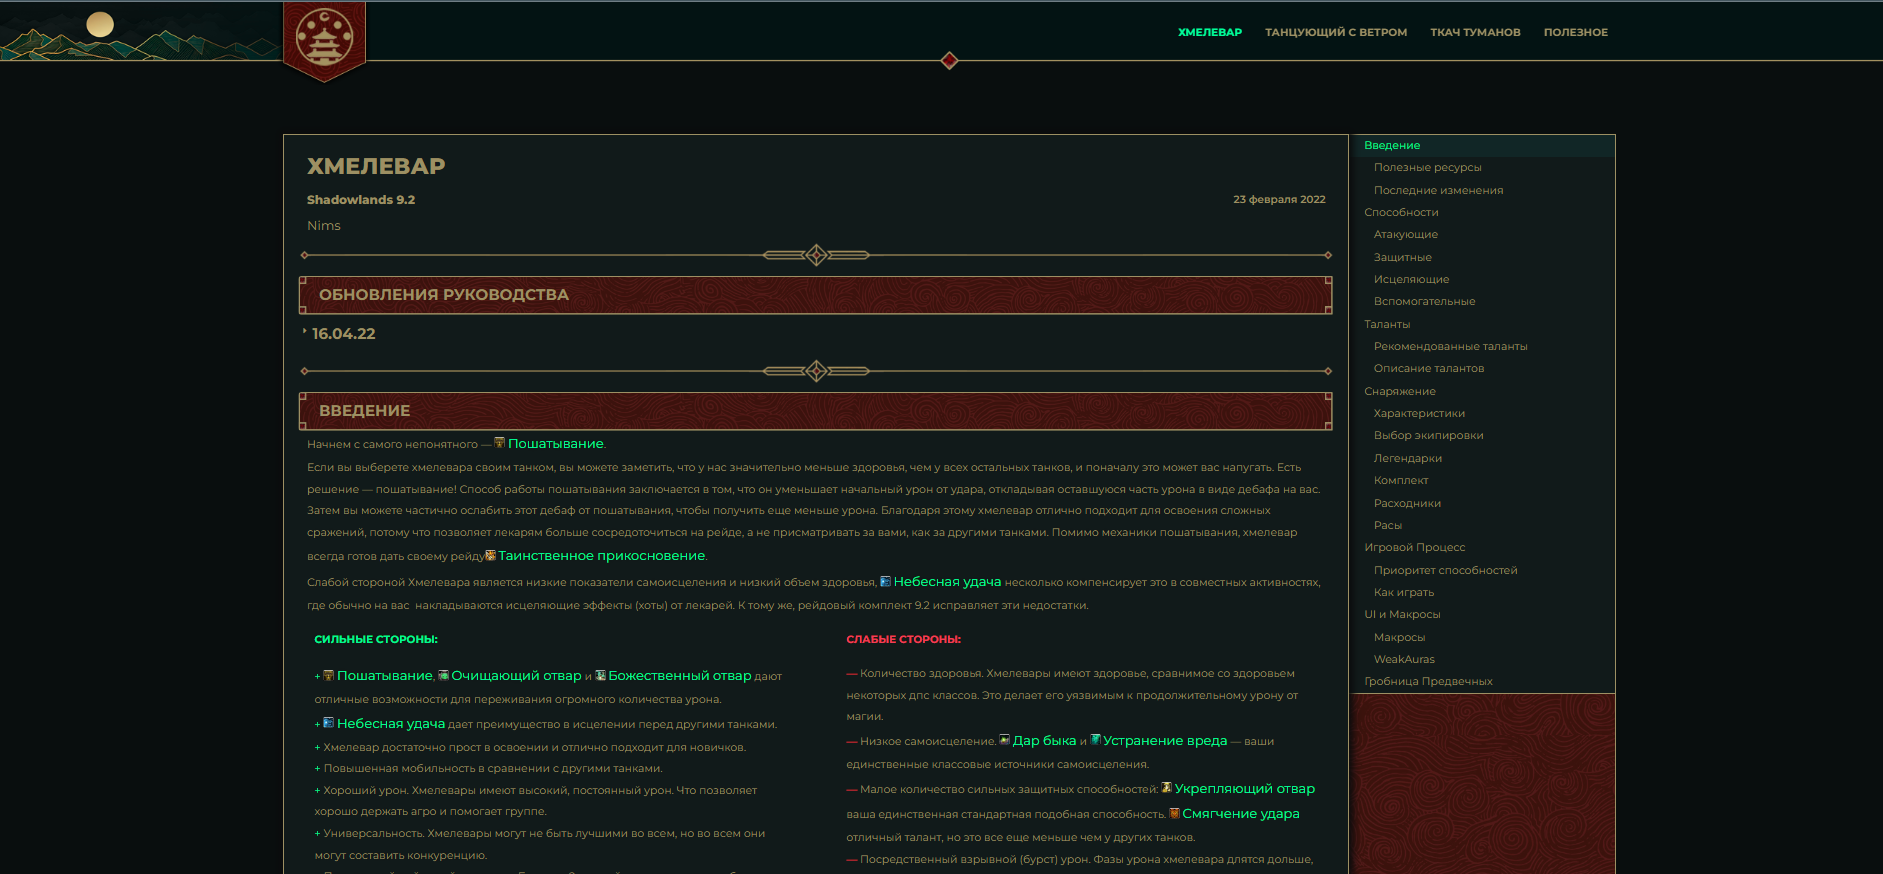 ХМЕЛЕВАР ТАНЦУЮЩИЙ С ВЕТРОМ ТКАЧ ТУМАНОВ ПОЛЕЗНОЕ
ХМЕЛЕВАР
Shadowlands 9.2 23 февраля 2022
Nims
ОБНОВЛЕНИЯ РУКОВОДСТВА
16.04.22
ВВЕДЕНИЕ
Начнем с самого непонятного — Пошатывание.
Если вы выберете хмелевара своим танком, вы можете заметить, что у нас значительно меньше здоровья, чем у всех остальных танков, и поначалу это может вас напугать. Есть
решение — пошатывание! Способ работы пошатывания заключается в том, что он уменьшает начальный урон от удара, откладывая оставшуюся часть урона в виде дебафа на вас.
Затем вы можете частично ослабить этот дебаф от пошатывания, чтобы получить еще меньше урона. Благодаря этому хмелевар отлично подходит для освоения сложных
сражений, потому что позволяет лекарям больше сосредоточиться на рейде, а не присматривать за вами, как за другими танками. Помимо механики пошатывания, хмелевар
всегда готов дать своему рейду Таинственное прикосновение.
Слабой стороной Хмелевара является низкие показатели самоисцеления и низкий объем здоровья, Небесная удача несколько компенсирует это в совместных активностях,
где обычно на вас накладываются исцеляющие эффекты (хоты) от лекарей. К тому же, рейдовый комплект 9.2 исправляет эти недостатки.
СИЛЬНЫЕ СТОРОНЫ:
+ Пошатывание, Очищающий отвар и Божественный отвар дают
отличные возможности для переживания огромного количества урона.
+ Небесная удача дает преимущество в исцелении перед другими танками.
+ Хмелевар достаточно прост в освоении и отлично подходит для новичков.
+ Повышенная мобильность в сравнении с другими танками.
+ Хороший урон. Хмелевары имеют высокий, постоянный урон. Что позволяет
хорошо держать агро и помогает группе.
+ Универсальность. Хмелевары могут не быть лучшими во всем, но во всем они
могут составить конкуренцию.
СЛАБЫЕ СТОРОНЫ:
— Количество здоровья. Хмелевары имеют здоровье, сравнимое со здоровьем
некоторых дпс классов. Это делает его уязвимым к продолжительному урону от
магии.
— Низкое самоисцеление. Дар быка и Устранение вреда — ваши
единственные классовые источники самоисцеления.
— Малое количество сильных защитных способностей: Укрепляющий отвар
ваша единственная стандартная подобная способность. Смягчение удара
отличный талант, но это все еще меньше чем у других танков.
— Посредственный взрывной (бурст) урон. Фазы урона хмелевара длятся дольше,
Введение
Полезные ресурсы
Последние изменения
Способности
Атакующие
Защитные
Исцеляющие
Вспомогательные
Таланты
Рекомендованные таланты
Описание талантов
Снаряжение
Характеристики
Выбор экипировки
Легендарки
Комплект
Расходники
Расы
Игровой Процесс
Приоритет способностей
Как играть
UI и Макросы
Макросы
WeakAuras
Гробница Предвечных